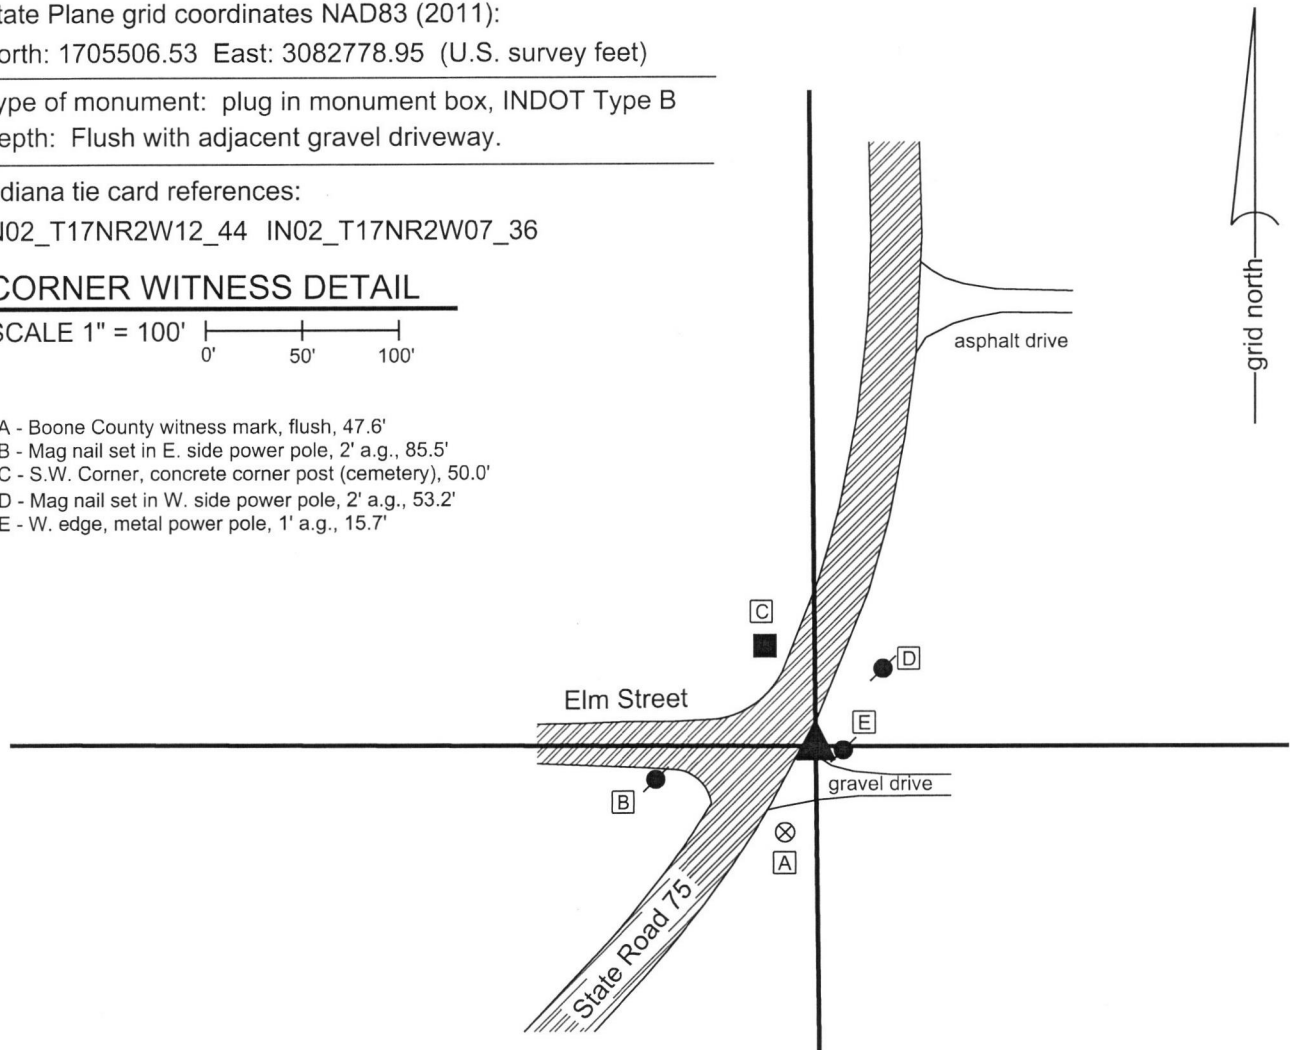 tate Plane grid coordinates NAD83 (2011):
orth: 1705506.53 East: 3082778.95 (U.S. survey feet)
ype of monument: plug in monument box, INDOT Type B
epth: Flush with adjacent gravel driveway.
diana tie card references:
N02_T17NR2W12_44 IN02_T17NR2W07_36
CORNER WITNESS DETAIL
SCALE 1" = 100'
0' 50' 100'
A - Boone County witness mark, flush, 47.6'
B - Mag nail set in E. side power pole, 2' a.g., 85.5'
C - S.W. Corner, concrete corner post (cemetery), 50.0'
D - Mag nail set in W. side power pole, 2' a.g., 53.2'
E - W. edge, metal power pole, 1' a.g., 15.7'
grid north
asphalt drive
C
D
Elm Street
E
gravel drive
B
A
State Road 75